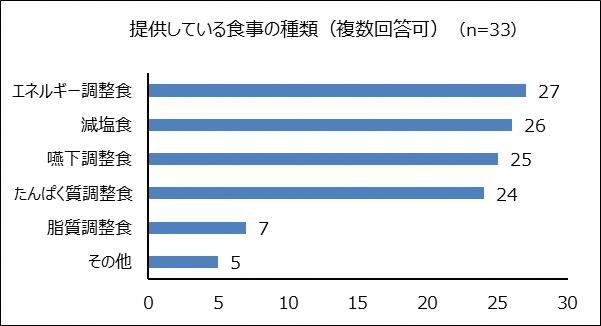 提供している食事の種類（複数回答可）（n=33）
エネルギー調整食 27
減塩食 26
嚥下調整食 25
たんぱく質調整食 24
脂質調整食 7
その他 5
0 5 10 15 20 25 30